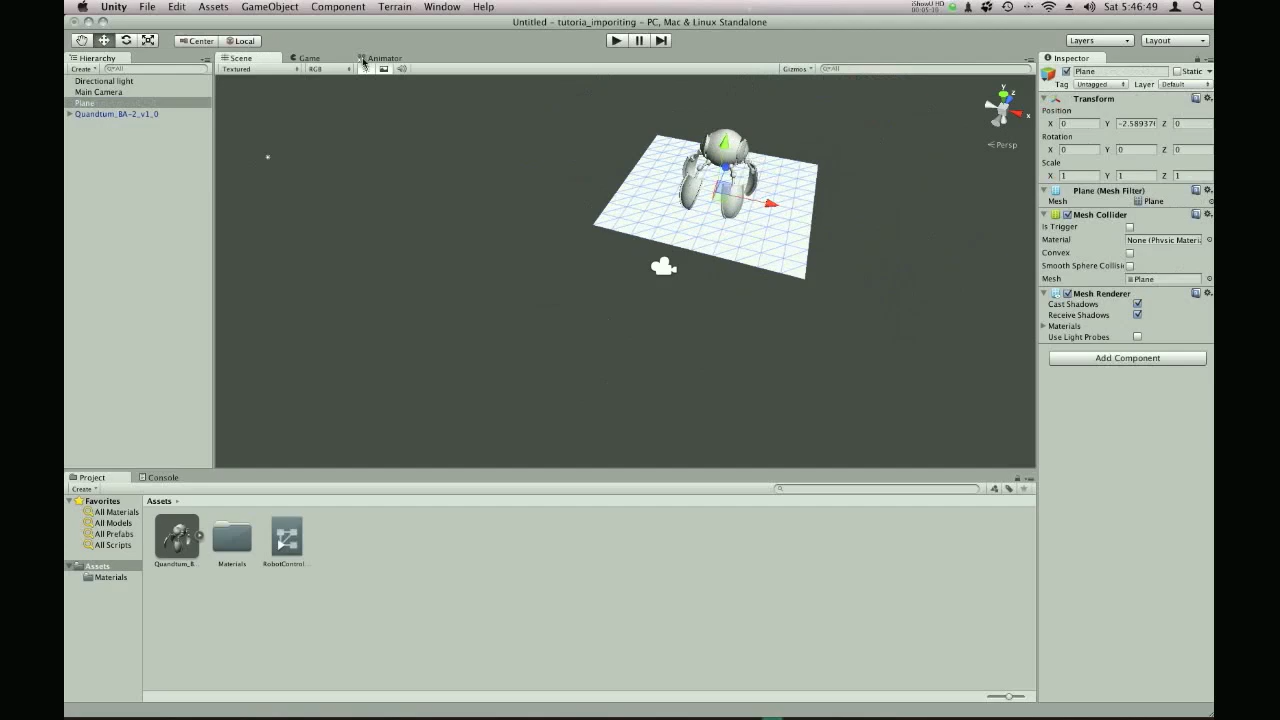 Unity File Edit Assets GameObject Component Terrain Window Help Sat 5:46:49
Untitled - tutoria_imporiting - PC, Mac & Linux Standalone
Center Local Layers Layout
Hierarchy
Create All
Directional light
Main Camera
Plane
Quandtum_BA-2_v1_0
Scene Game Animator
Textured RGB Gizmos All
y z
x
Persp
Inspector
Plane Static
Tag Untagged Layer Default
Transform
Position
X 0 Y -2.589376 Z 0
Rotation
X 0 Y 0 Z 0
Scale
X 1 Y 1 Z 1
Plane (Mesh Filter)
Mesh Plane
Mesh Collider
Is Trigger
Material None (Physic Materi
Convex
Smooth Sphere Collisio
Mesh Plane
Mesh Renderer
Cast Shadows
Receive Shadows
Materials
Use Light Probes
Add Component
Project Console
Create
Favorites
All Materials
All Models
All Prefabs
All Scripts
Assets
Materials
Assets
Quandtum_B... Materials RobotControl...